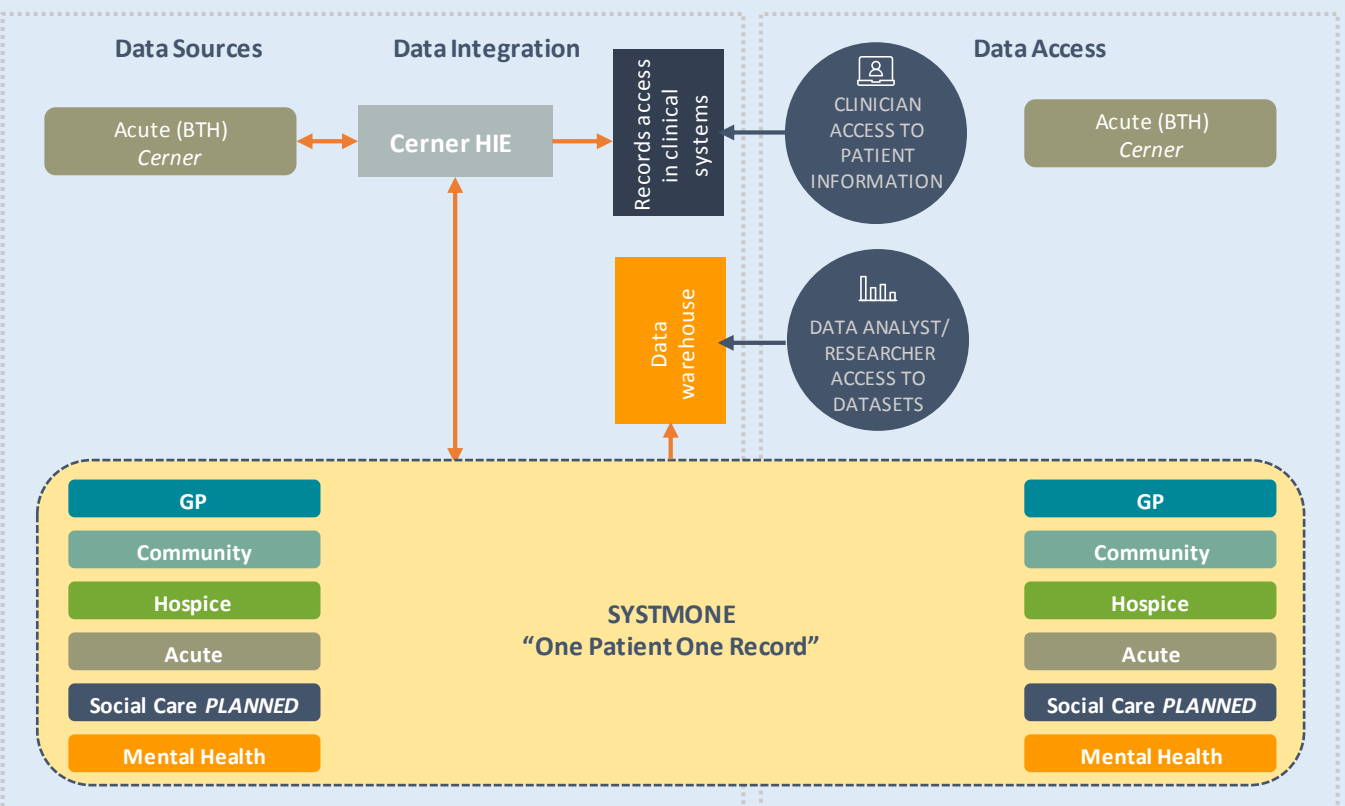 Data Sources
Data Integration
Data Access
Acute (BTH)
Cerner
Cerner HIE
Records access
in clinical
systems
CLINICIAN
ACCESS TO
PATIENT
INFORMATION
Acute (BTH)
Cerner
Data
warehouse
DATA ANALYST/
RESEARCHER
ACCESS TO
DATASETS
GP
Community
Hospice
Acute
Social Care PLANNED
Mental Health
SYSTMONE
“One Patient One Record”
GP
Community
Hospice
Acute
Social Care PLANNED
Mental Health